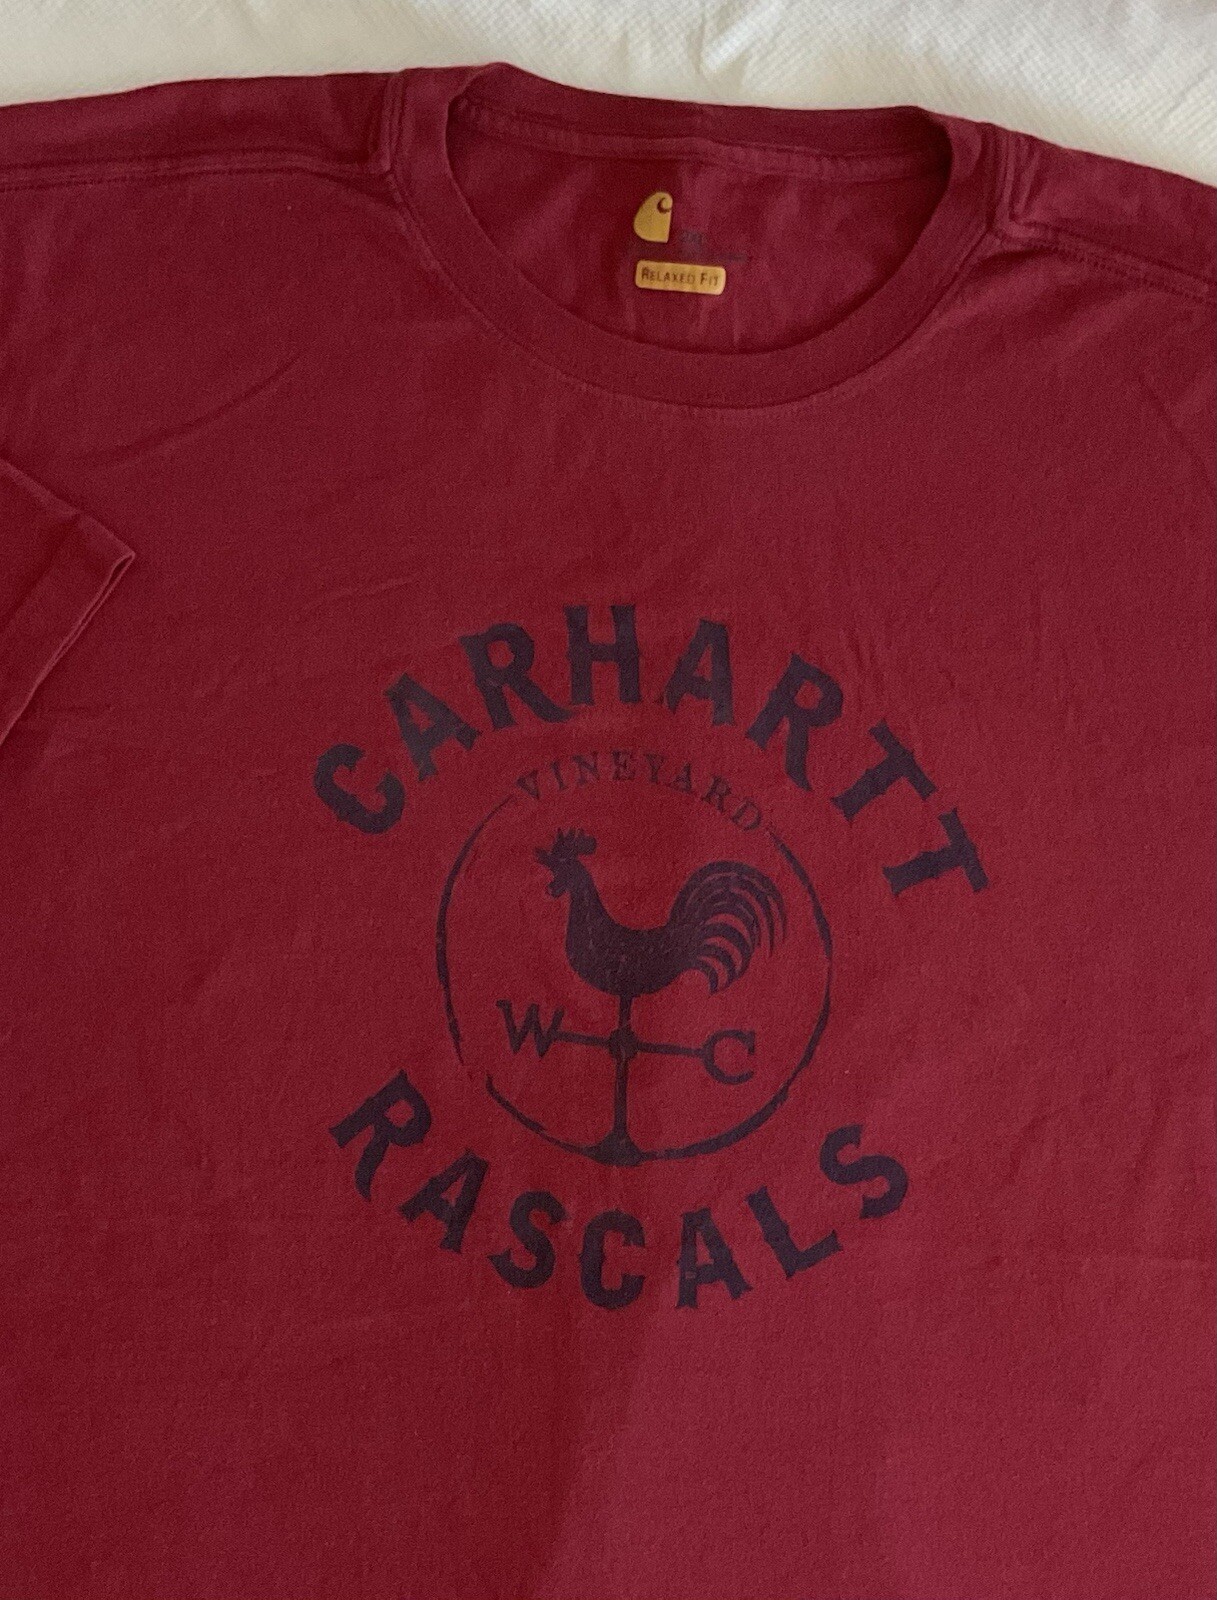 RELAXED FIT
CARHARTT
VINEYARD
W C
RASCALS